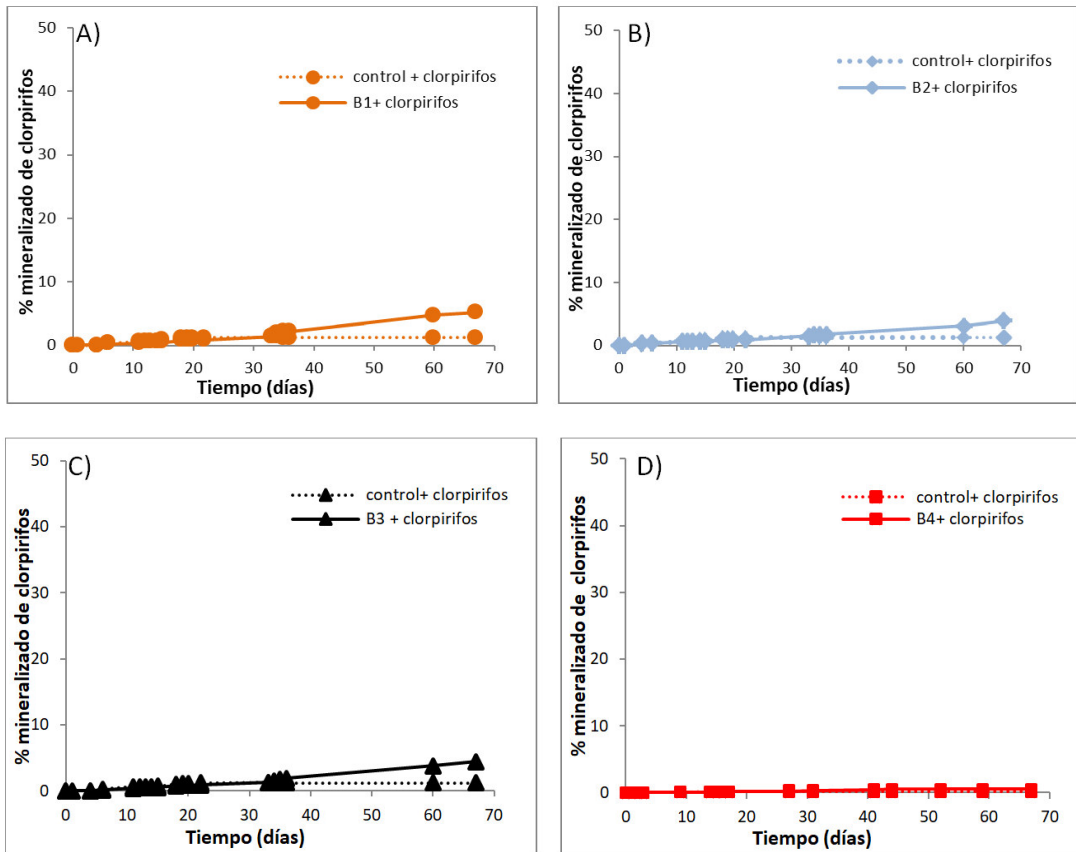 A)
control + clorpirifos
B1+ clorpirifos
% mineralizado de clorpirifos
50
40
30
20
10
0
0 10 20 30 40 50 60 70
Tiempo (días)
B)
control+ clorpirifos
B2+ clorpirifos
% mineralizado de clorpirifos
50
40
30
20
10
0
0 10 20 30 40 50 60 70
Tiempo (días)
C)
control+ clorpirifos
B3 + clorpirifos
% mineralizado de clorpirifos
50
40
30
20
10
0
0 10 20 30 40 50 60 70
Tiempo (días)
D)
control+ clorpirifos
B4+ clorpirifos
% mineralizado de clorpirifos
50
40
30
20
10
0
0 10 20 30 40 50 60 70
Tiempo (días)